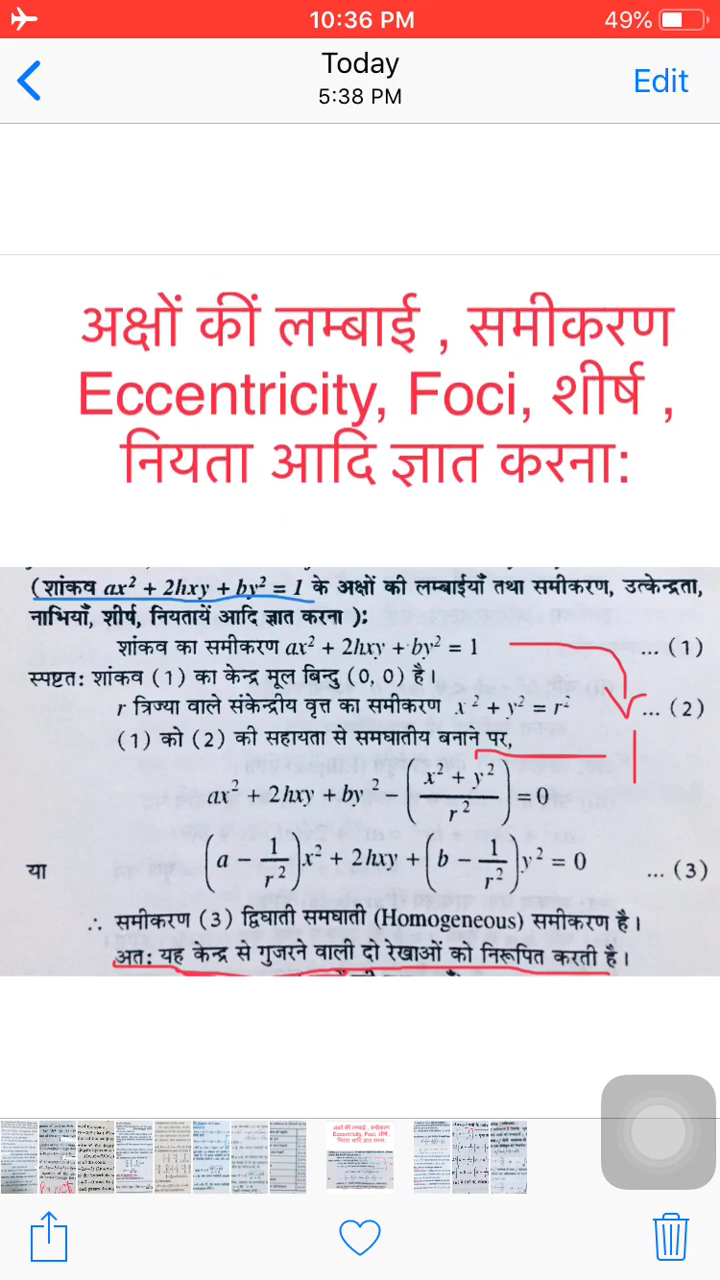 10:36 PM
49%
Today
5:38 PM
Edit
अक्षों कीं लम्बाई , समीकरण
Eccentricity, Foci, शीर्ष ,
नियता आदि ज्ञात करना:
(शांकव ax² + 2hxy + by² = 1 के अक्षों की लम्बाईयाँ तथा समीकरण, उत्केन्द्रता,
नाभियाँ, शीर्ष, नियतायें आदि ज्ञात करना ):
शांकव का समीकरण ax² + 2hxy + by² = 1 ... (1)
स्पष्टतः शांकव (1) का केन्द्र मूल बिन्दु (0, 0) है।
r त्रिज्या वाले संकेन्द्रीय वृत्त का समीकरण x² + y² = r² ... (2)
(1) को (2) की सहायता से समघातीय बनाने पर,
ax² + 2hxy + by² − ((x² + y²)/r²) = 0
या (a − 1/r²)x² + 2hxy + (b − 1/r²)y² = 0 ... (3)
∴ समीकरण (3) द्विघाती समघाती (Homogeneous) समीकरण है।
अतः यह केन्द्र से गुजरने वाली दो रेखाओं को निरूपित करती है।